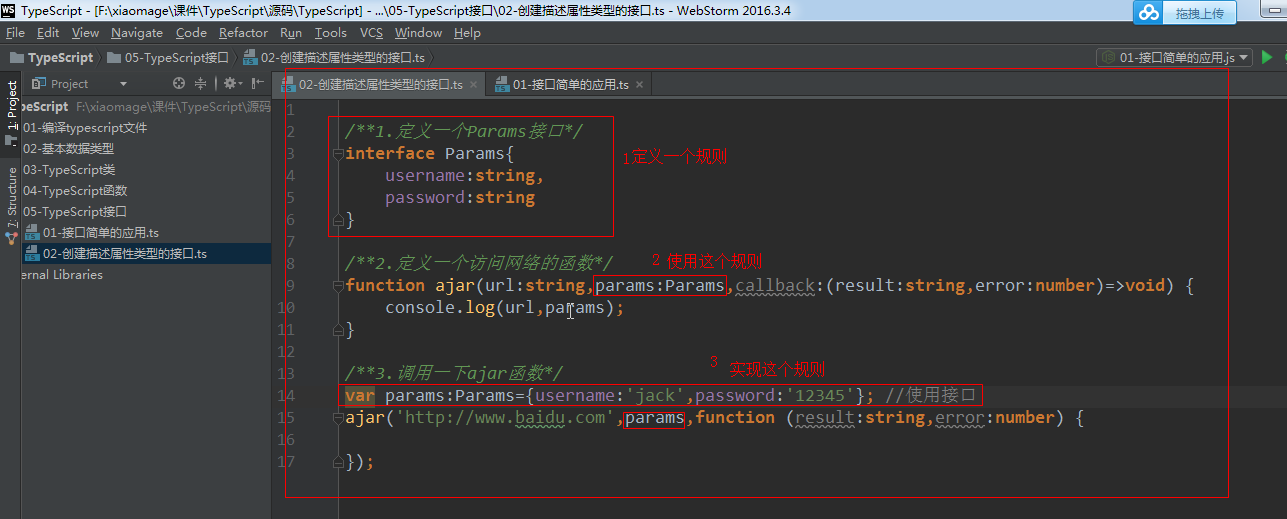 TypeScript - [F:\xiaomage\课件\TypeScript\源码\TypeScript] - ...\05-TypeScript接口\02-创建描述属性类型的接口.ts - WebStorm 2016.3.4
拖拽上传
File Edit View Navigate Code Refactor Run Tools VCS Window Help
TypeScript 05-TypeScript接口 02-创建描述属性类型的接口.ts
01-接口简单的应用.js
1: Project
7: Structure
Project
02-创建描述属性类型的接口.ts
01-接口简单的应用.ts
peScript F:\xiaomage\课件\TypeScript\源码
01-编译typescript文件
02-基本数据类型
03-TypeScript类
04-TypeScript函数
05-TypeScript接口
01-接口简单的应用.ts
02-创建描述属性类型的接口.ts
ernal Libraries
1
2 /**1.定义一个Params接口*/
3 interface Params{
1定义一个规则
4 username:string,
5 password:string
6 }
7
2 使用这个规则
8 /**2.定义一个访问网络的函数*/
9 function ajar(url:string,params:Params,callback:(result:string,error:number)=>void) {
10 console.log(url,params);
11 }
12
3 实现这个规则
13 /**3.调用一下ajar函数*/
14 var params:Params={username:'jack',password:'12345'}; //使用接口
15 ajar('http://www.baidu.com',params,function (result:string,error:number) {
16
17 });